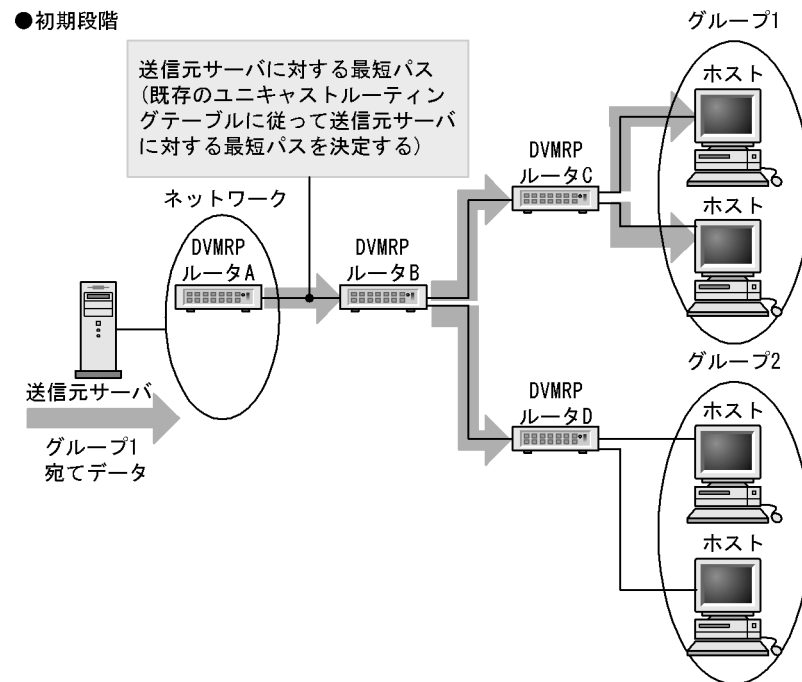 ●初期段階
グループ1
送信元サーバに対する最短パス
(既存のユニキャストルーティン
グテーブルに従って送信元サーバ
に対する最短パスを決定する)
ホスト
DVMRP
ルータC
ネットワーク
ホスト
DVMRP
ルータA
DVMRP
ルータB
グループ2
送信元サーバ
DVMRP
ルータD
ホスト
グループ1
宛てデータ
ホスト